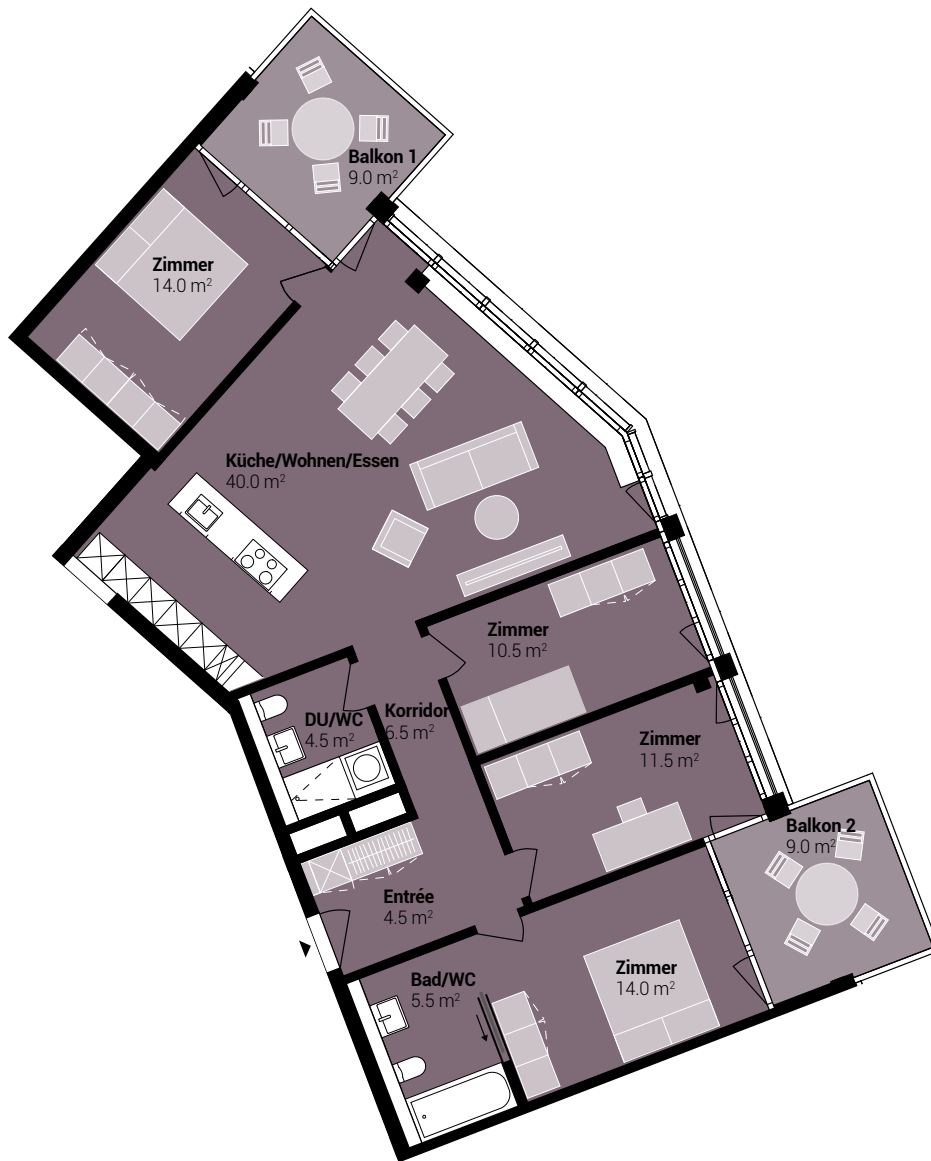 Balkon 1
9.0 m²
Zimmer
14.0 m²
Küche/Wohnen/Essen
40.0 m²
Zimmer
10.5 m²
DU/WC
4.5 m²
Korridor
6.5 m²
Zimmer
11.5 m²
Balkon 2
9.0 m²
Entrée
4.5 m²
Zimmer
14.0 m²
Bad/WC
5.5 m²